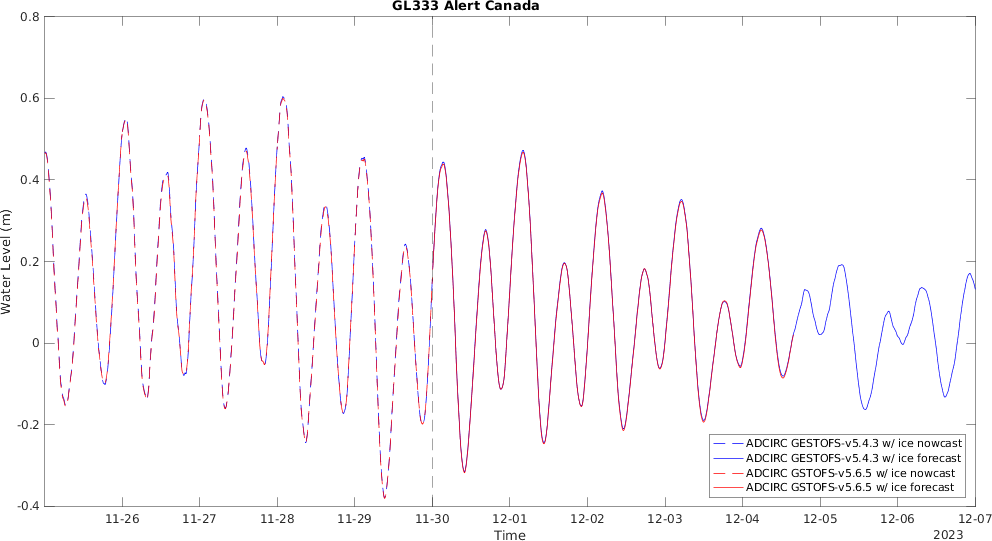 GL333 Alert Canada
0.8
0.6
0.4
0.2
0
-0.2
-0.4
Water Level (m)
ADCIRC GESTOFS-v5.4.3 w/ ice nowcast
ADCIRC GESTOFS-v5.4.3 w/ ice forecast
ADCIRC GSTOFS-v5.6.5 w/ ice nowcast
ADCIRC GSTOFS-v5.6.5 w/ ice forecast
11-26 11-27 11-28 11-29 11-30 12-01 12-02 12-03 12-04 12-05 12-06 12-07
Time
2023